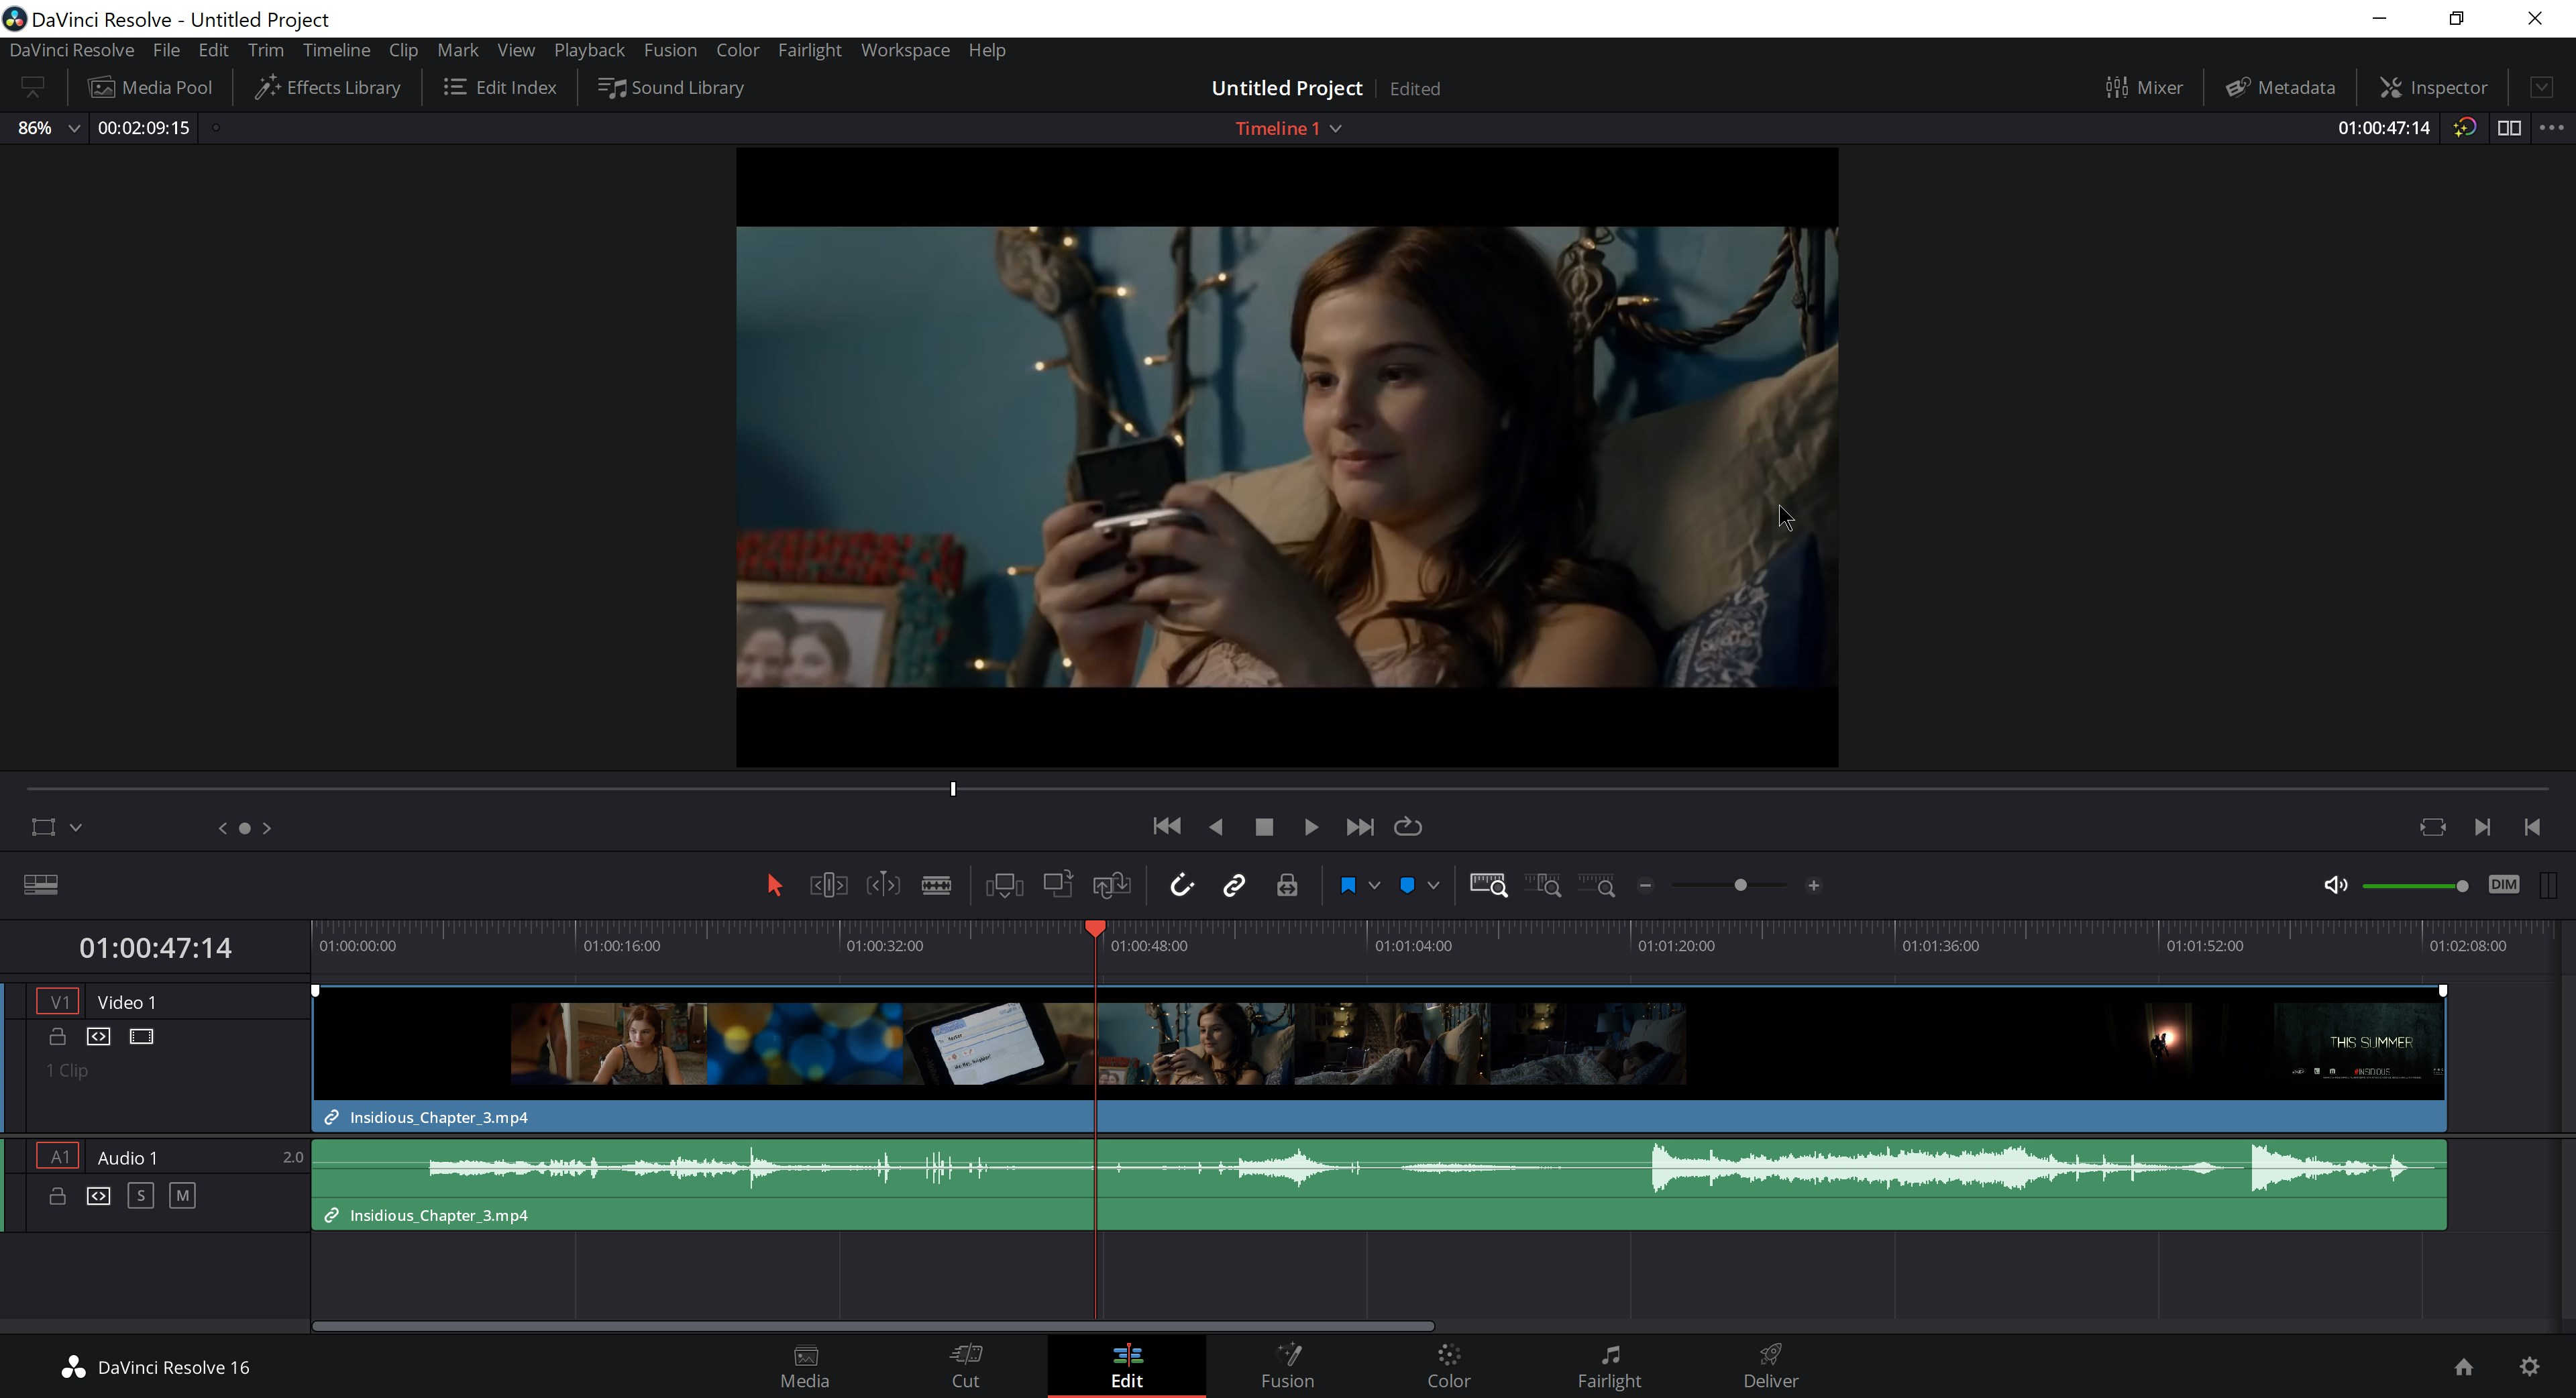 DaVinci Resolve - Untitled Project
DaVinci Resolve File Edit Trim Timeline Clip Mark View Playback Fusion Color Fairlight Workspace Help
Media Pool Effects Library Edit Index Sound Library Untitled Project Edited Mixer Metadata Inspector
86% 00:02:09:15 Timeline 1 01:00:47:14
DIM
01:00:47:14 01:00:00:00 01:00:16:00 01:00:32:00 01:00:48:00 01:01:04:00 01:01:20:00 01:01:36:00 01:01:52:00 01:02:08:00
V1 Video 1
THIS SUMMER
1 Clip
#INSIDIOUS
Insidious_Chapter_3.mp4
A1 Audio 1 2.0
S M
Insidious_Chapter_3.mp4
DaVinci Resolve 16 Media Cut Edit Fusion Color Fairlight Deliver